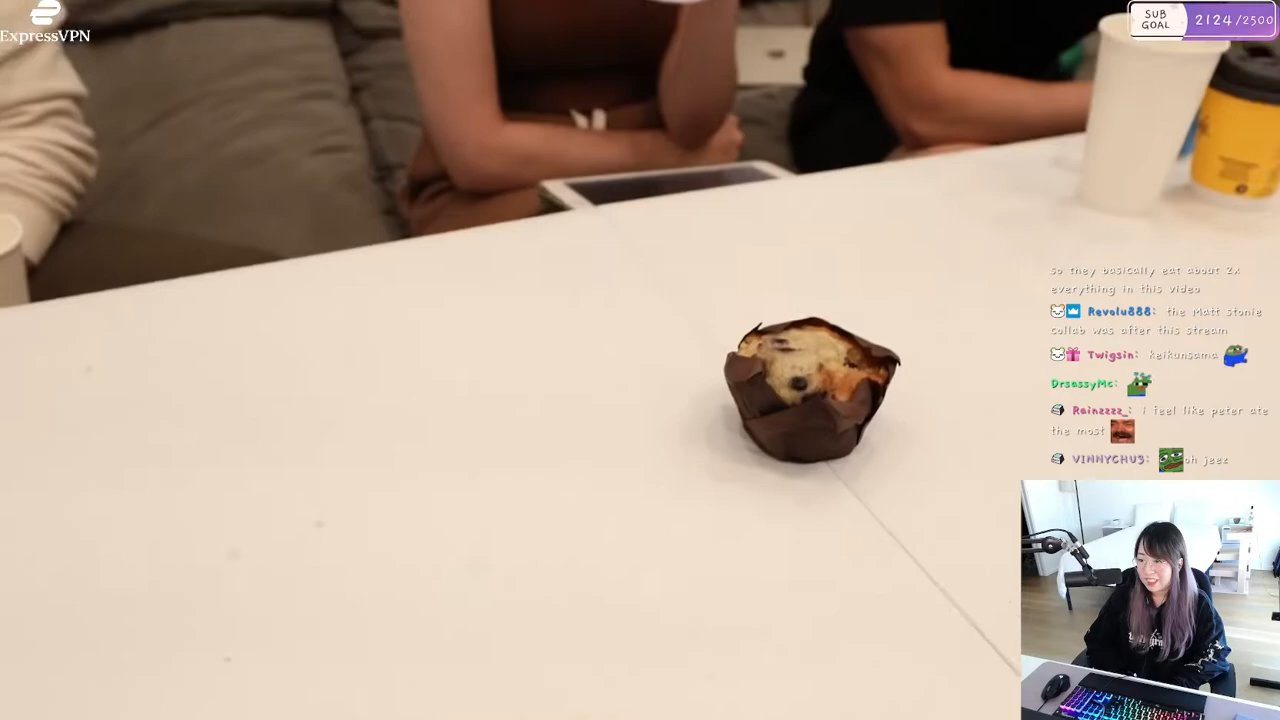 ExpressVPN
SUB
GOAL
2124/2500
so they basically eat about 2x
everything in this video
Revolu888: the Matt stonie
collab was after this stream
Twigsin: keikunsama
DrsassyMc:
Rainzzzz_: i feel like peter ate
the most
VINNYCHU3: oh jeez